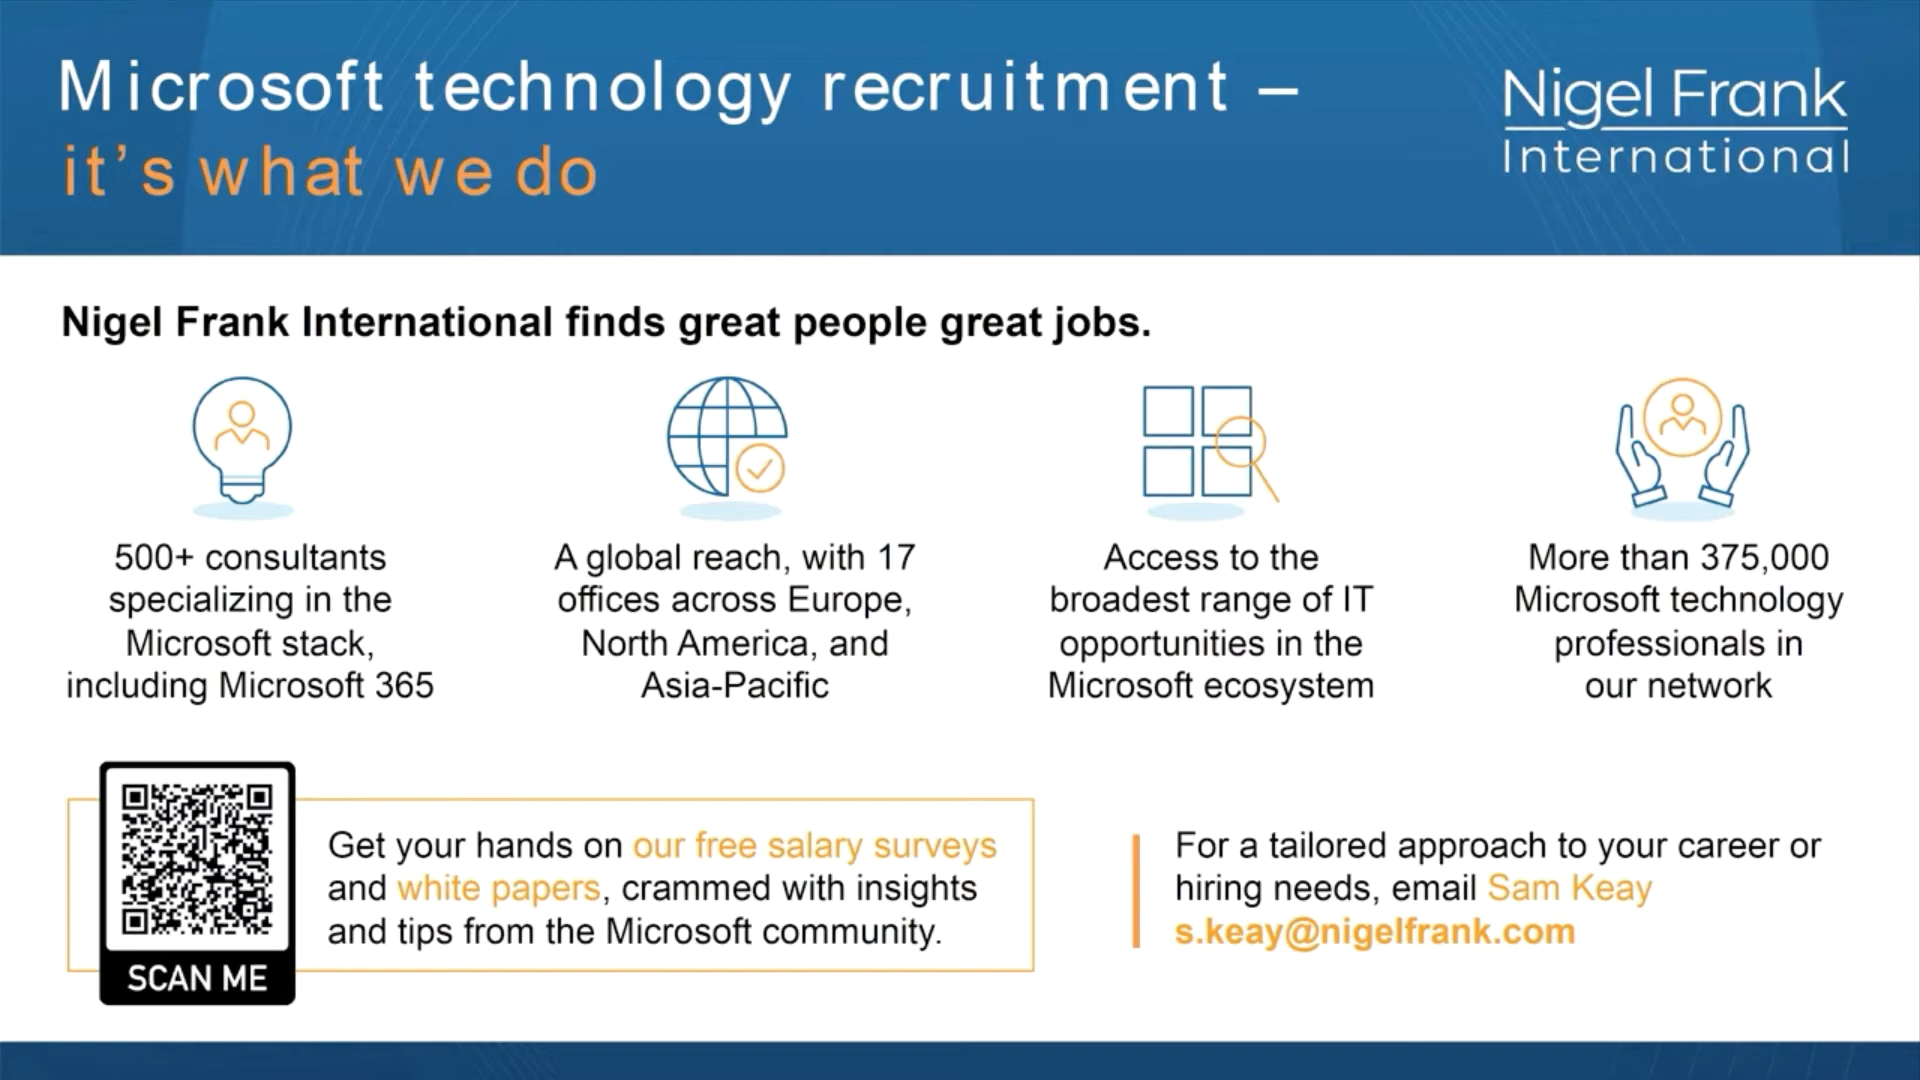 Microsoft technology recruitment –
it's what we do
Nigel Frank
International
Nigel Frank International finds great people great jobs.
500+ consultants
specializing in the
Microsoft stack,
including Microsoft 365
A global reach, with 17
offices across Europe,
North America, and
Asia-Pacific
Access to the
broadest range of IT
opportunities in the
Microsoft ecosystem
More than 375,000
Microsoft technology
professionals in
our network
SCAN ME
Get your hands on our free salary surveys
and white papers, crammed with insights
and tips from the Microsoft community.
For a tailored approach to your career or
hiring needs, email Sam Keay
s.keay@nigelfrank.com